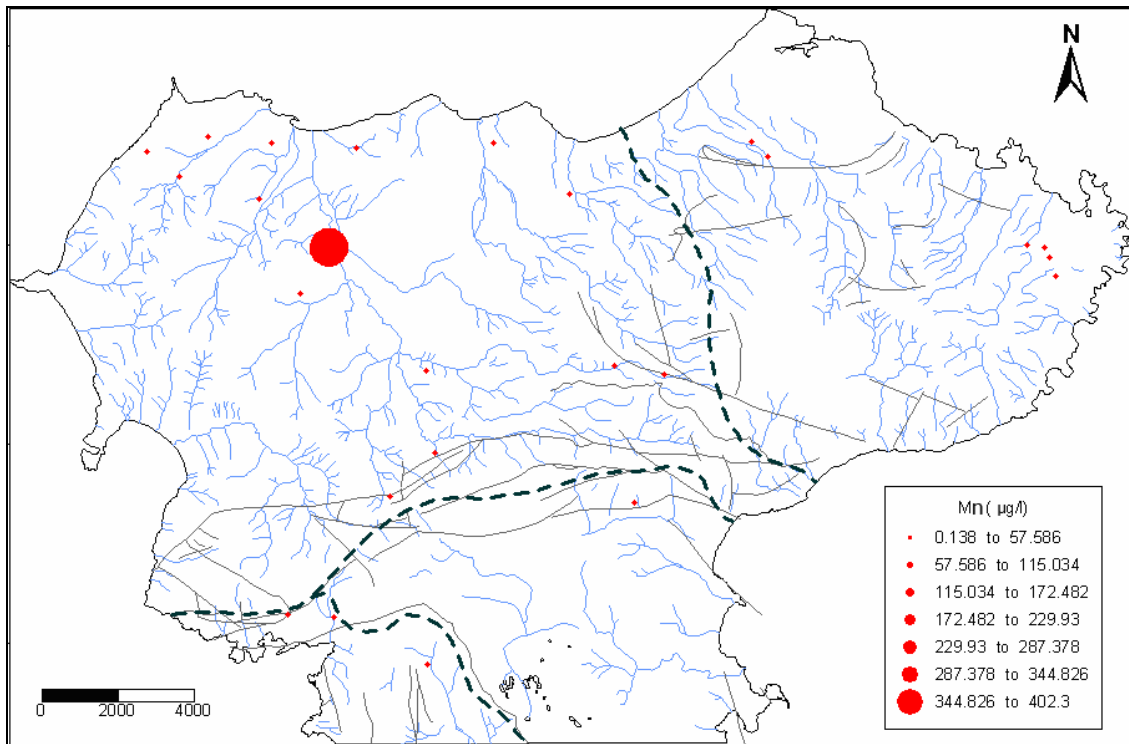 N
Mn ( µg/l)
0.138 to 57.586
57.586 to 115.034
115.034 to 172.482
172.482 to 229.93
229.93 to 287.378
287.378 to 344.826
344.826 to 402.3
0 2000 4000